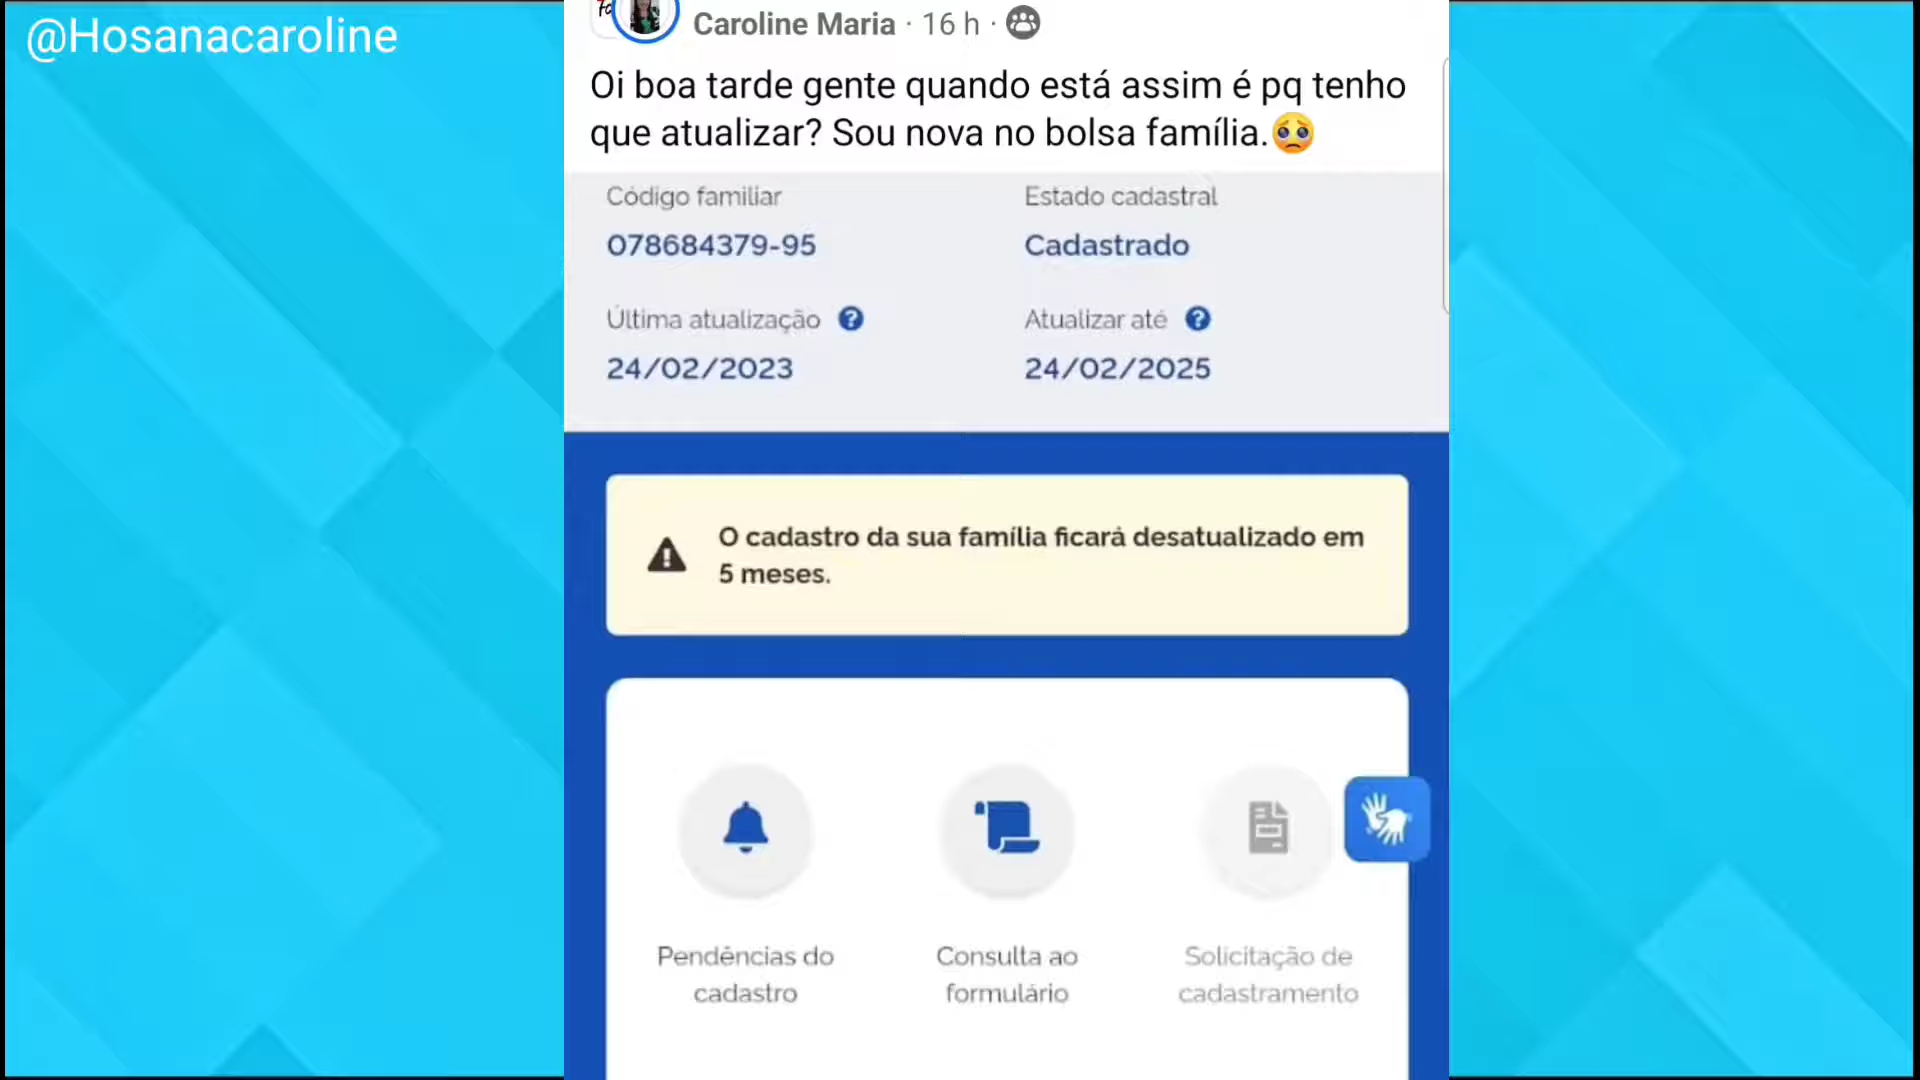 @Hosanacaroline
Caroline Maria · 16 h ·
Oi boa tarde gente quando está assim é pq tenho
que atualizar? Sou nova no bolsa família.🥺
Código familiar
078684379-95
Estado cadastral
Cadastrado
Última atualização ?
24/02/2023
Atualizar até ?
24/02/2025
O cadastro da sua família ficará desatualizado em
5 meses.
Pendências do
cadastro
Consulta ao
formulário
Solicitação de
cadastramento